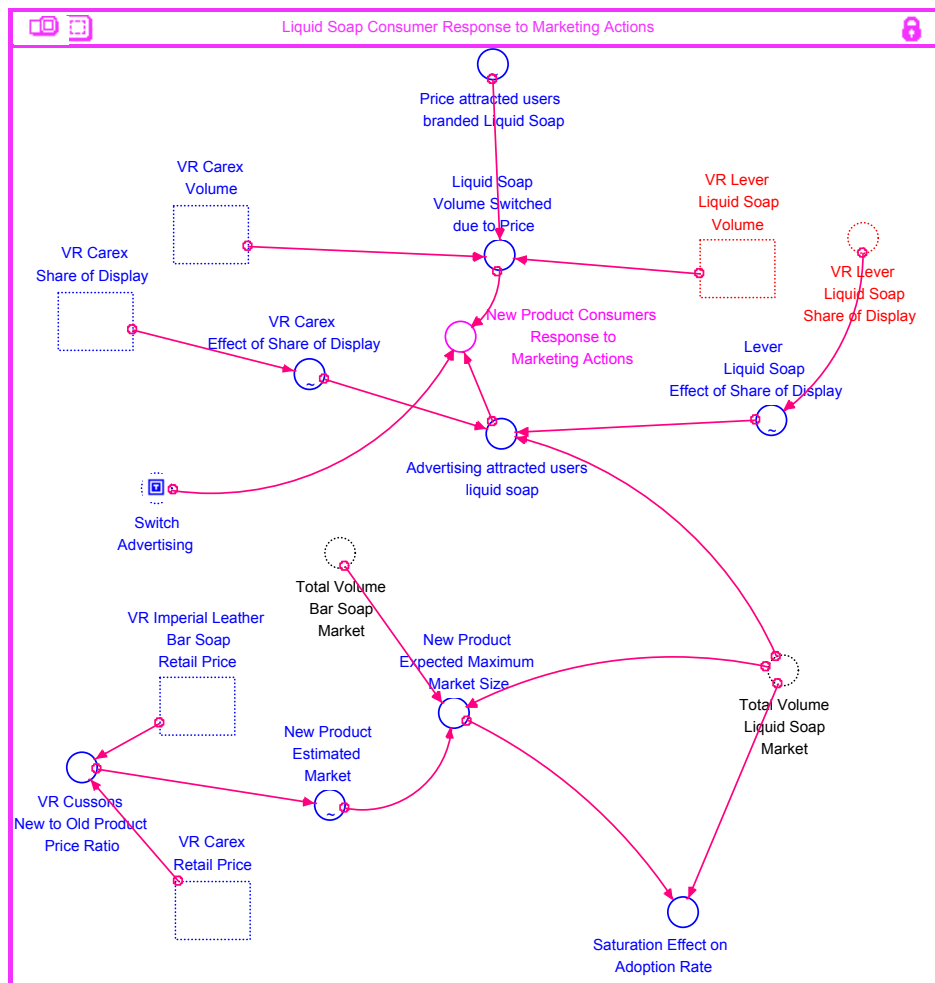 Liquid Soap Consumer Response to Marketing Actions
Price attracted users
branded Liquid Soap
VR Carex
Volume
Liquid Soap
Volume Switched
due to Price
VR Lever
Liquid Soap
Volume
VR Carex
Share of Display
VR Lever
Liquid Soap
Share of Display
VR Carex
Effect of Share of Display
New Product Consumers
Response to
Marketing Actions
Lever
Liquid Soap
Effect of Share of Display
~
~
Advertising attracted users
liquid soap
T
Switch
Advertising
Total Volume
Bar Soap
Market
VR Imperial Leather
Bar Soap
Retail Price
New Product
Expected Maximum
Market Size
Total Volume
Liquid Soap
Market
New Product
Estimated
Market
~
VR Cussons
New to Old Product
Price Ratio
VR Carex
Retail Price
Saturation Effect on
Adoption Rate